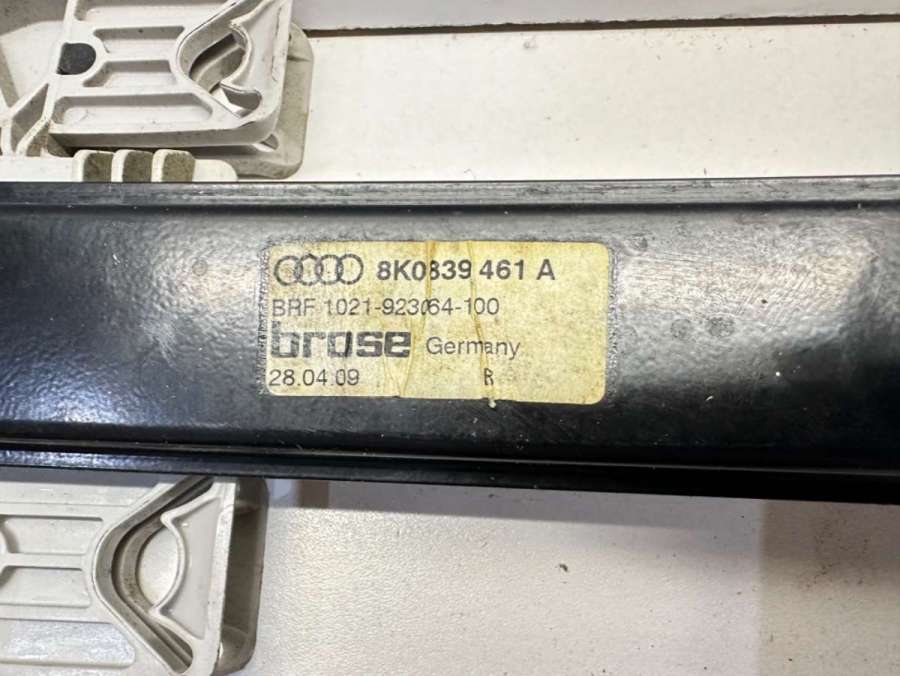 8K0839 461 A
BRF 1021-923064-100
brose Germany
28.04.09 R